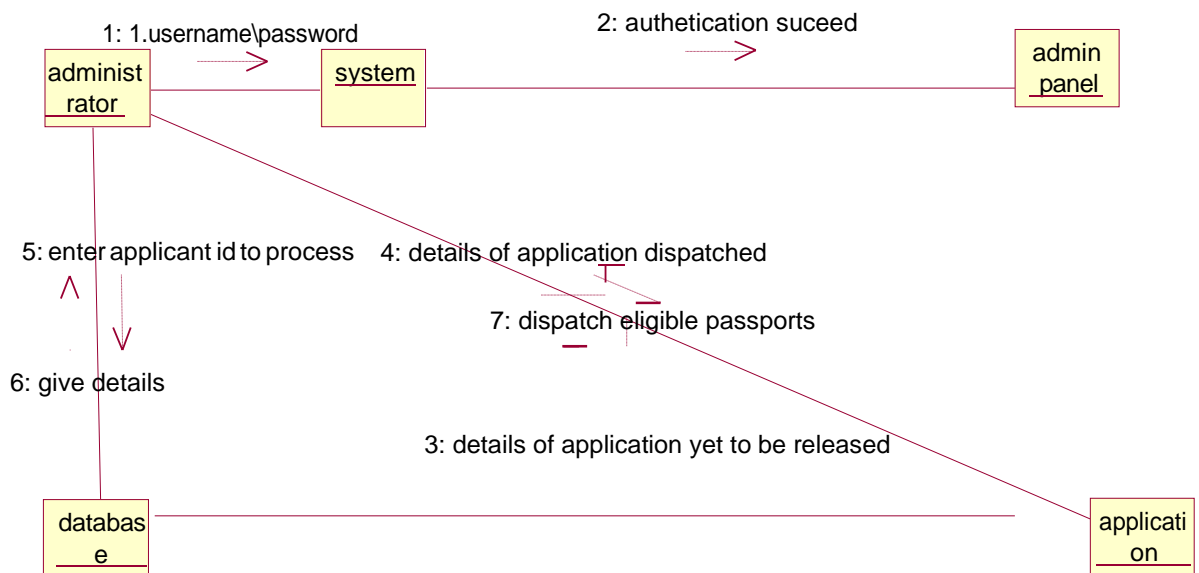 1: 1.username\password
2: authetication suceed
administ
rator
system
admin
panel
5: enter applicant id to process
4: details of application dispatched
7: dispatch eligible passports
6: give details
3: details of application yet to be released
databas
e
applicati
on